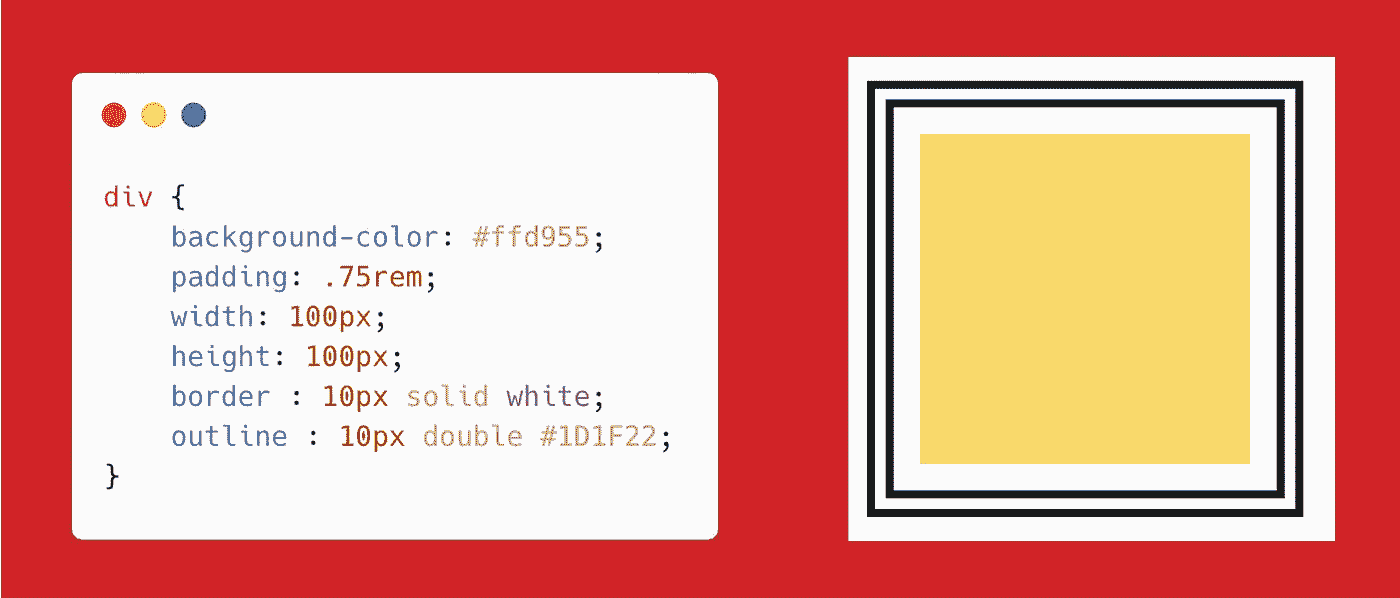 div {
    background-color: #ffd955;
    padding: .75rem;
    width: 100px;
    height: 100px;
    border : 10px solid white;
    outline : 10px double #1D1F22;
}